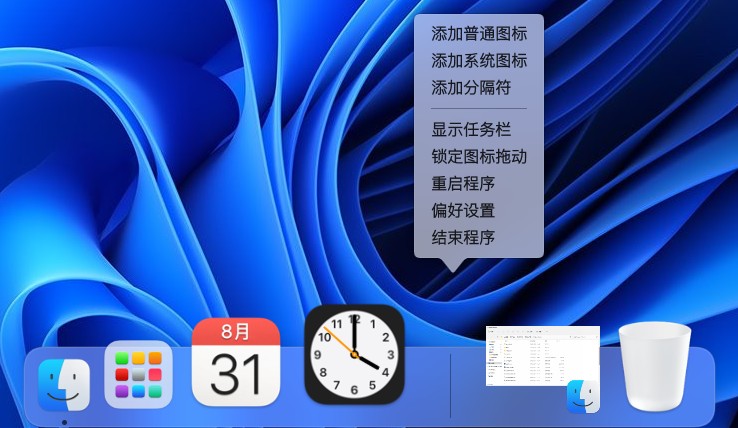 添加普通图标
添加系统图标
添加分隔符
显示任务栏
锁定图标拖动
重启程序
偏好设置
结束程序
8月
31
12
1
2
3
4
5
6
7
8
9
10
11